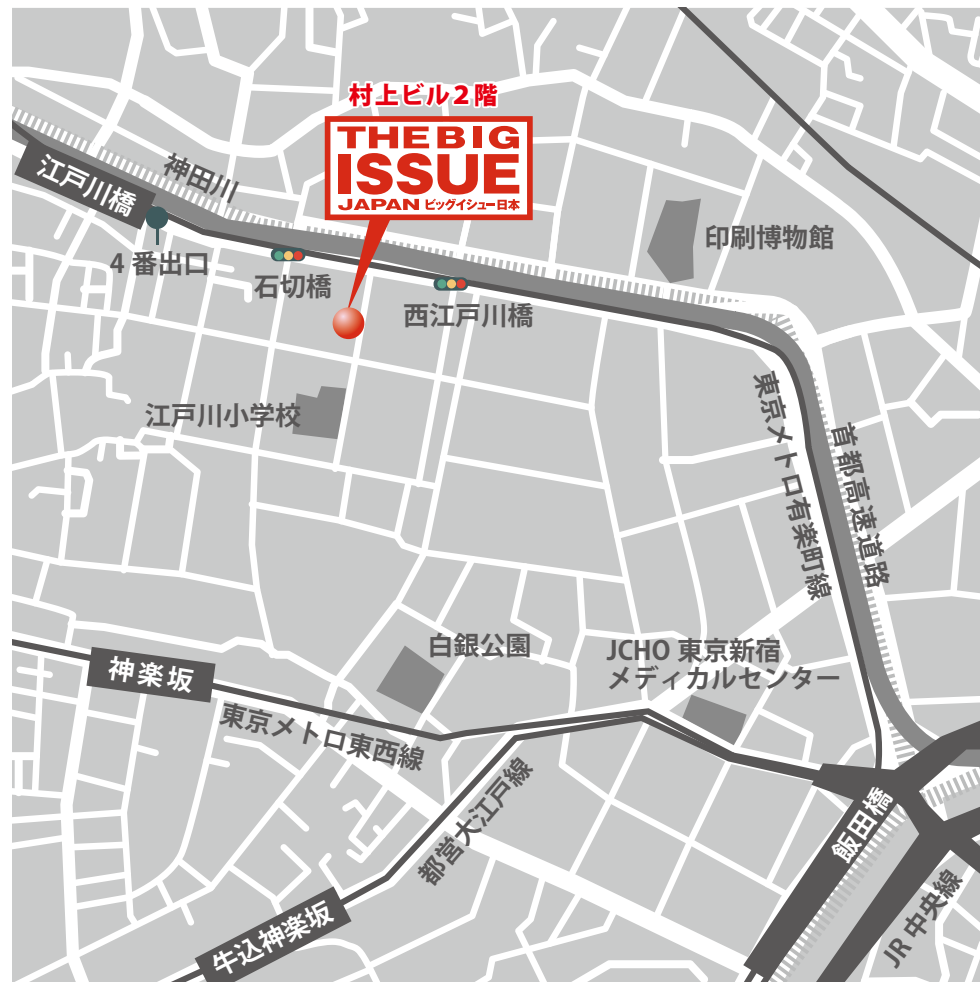 村上ビル2階
THE BIG
ISSUE
JAPAN ビッグイシュー日本
神田川
江戸川橋
4番出口
石切橋
西江戸川橋
印刷博物館
江戸川小学校
東京メトロ有楽町線
首都高速道路
白銀公園
JCHO 東京新宿
メディカルセンター
神楽坂
東京メトロ東西線
都営大江戸線
飯田橋
牛込神楽坂
JR中央線